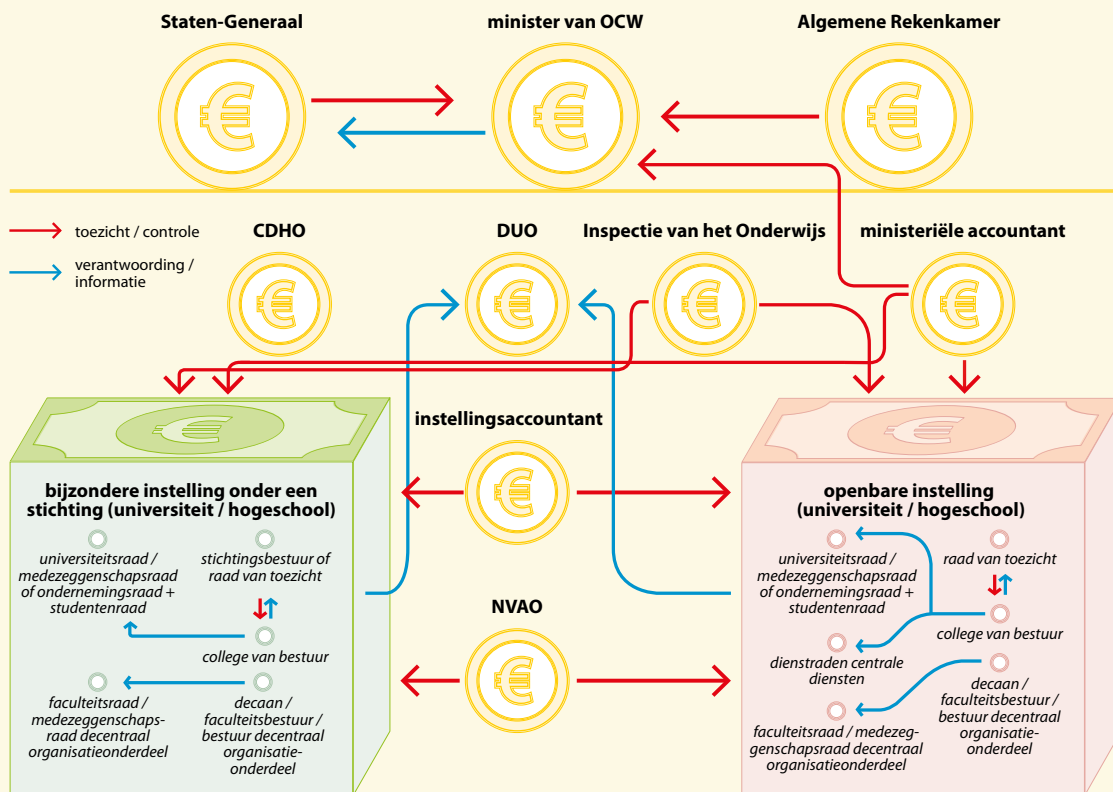 Staten-Generaal
minister van OCW
Algemene Rekenkamer
toezicht / controle
verantwoording /
informatie
CDHO
DUO
Inspectie van het Onderwijs
ministeriële accountant
instellingsaccountant
bijzondere instelling onder een
stichting (universiteit / hogeschool)
universiteitsraad /
medezeggenschapsraad
of ondernemingsraad +
studentenraad
stichtingsbestuur of
raad van toezicht
college van bestuur
faculteitsraad /
medezeggenschaps-
raad decentraal
organisatieonderdeel
decaan /
faculteitsbestuur /
bestuur decentraal
organisatie-
onderdeel
NVAO
openbare instelling
(universiteit / hogeschool)
universiteitsraad /
medezeggenschapsraad
of ondernemingsraad +
studentenraad
raad van toezicht
college van bestuur
dienstraden centrale
diensten
decaan /
faculteitsbestuur /
bestuur decentraal
organisatie-
onderdeel
faculteitsraad / medezeg-
genschapsraad decentraal
organisatieonderdeel